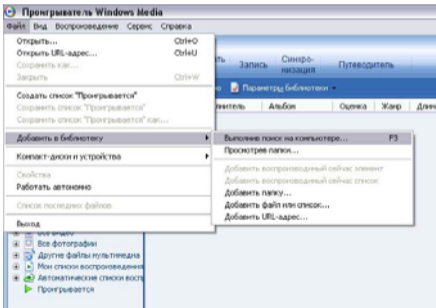 Проигрыватель Windows Media
Файл Вид Воспроизведение Сервис Справка
Открыть... Ctrl+O
Открыть URL-адрес... Ctrl+U
Сохранить как...
Закрыть Ctrl+W
Создать список "Проигрывается"
Сохранить список "Проигрывается"
Сохранить список "Проигрывается" как...
Добавить в библиотеку
Компакт-диски и устройства
Свойства
Работать автономно
Список последних файлов
Выход
Запись
Синхро-
низация
Путеводитель
Параметры библиотеки
Альбом Оценка Жанр
Выполнив поиск на компьютере... F3
Просмотрев папки...
Добавить воспроизводимый сейчас элемент
Добавить воспроизводимый сейчас список
Добавить папку...
Добавить файл или список...
Добавить URL-адрес...
Все видео
Все фотографии
Другие файлы мультимедиа
Мои списки воспроизведения
Автоматические списки
Проигрывается